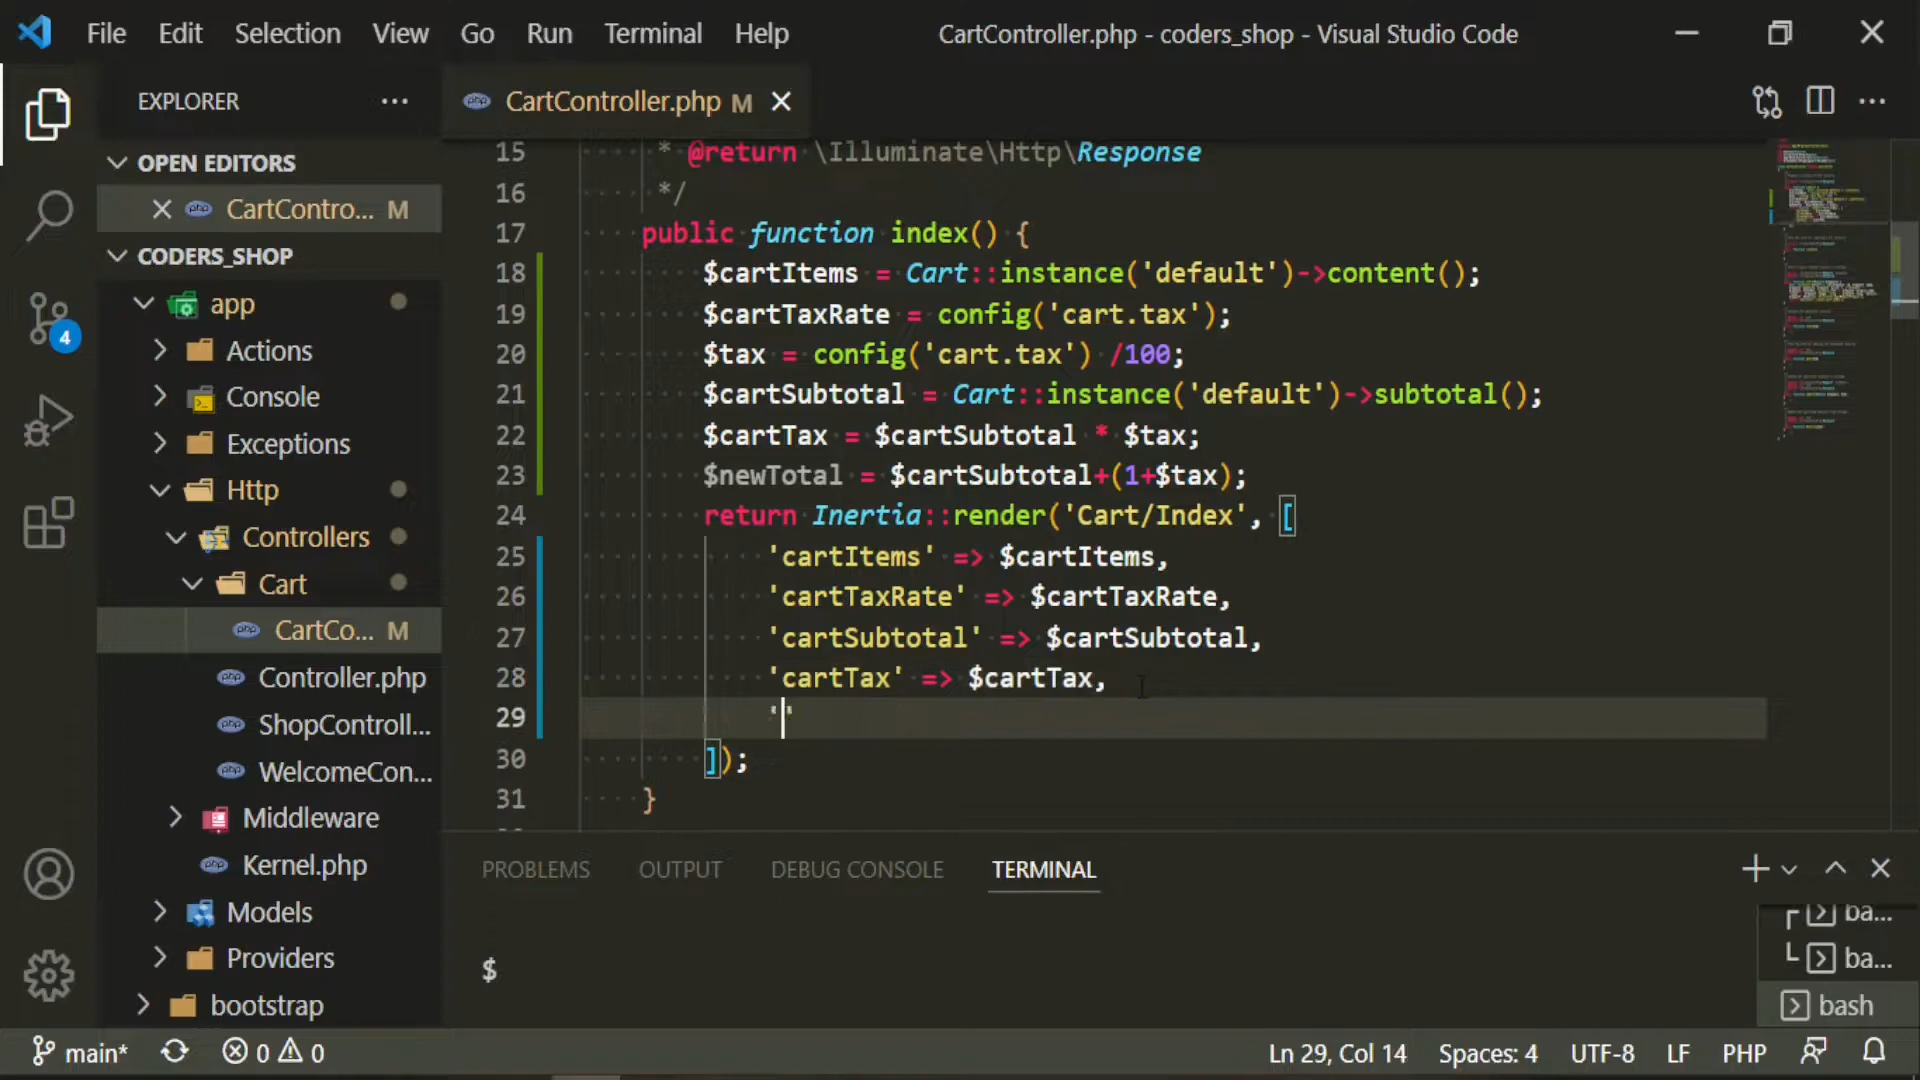 File Edit Selection View Go Run Terminal Help
CartController.php - coders_shop - Visual Studio Code
EXPLORER
CartController.php M
OPEN EDITORS
CartContro... M
CODERS_SHOP
app
Actions
Console
Exceptions
Http
Controllers
Cart
CartCo... M
Controller.php
ShopControll...
WelcomeCon...
Middleware
Kernel.php
Models
Providers
bootstrap
4
15 * @return \Illuminate\Http\Response
16 */
17 public function index() {
18 $cartItems = Cart::instance('default')->content();
19 $cartTaxRate = config('cart.tax');
20 $tax = config('cart.tax') /100;
21 $cartSubtotal = Cart::instance('default')->subtotal();
22 $cartTax = $cartSubtotal * $tax;
23 $newTotal = $cartSubtotal+(1+$tax);
24 return Inertia::render('Cart/Index', [
25 'cartItems' => $cartItems,
26 'cartTaxRate' => $cartTaxRate,
27 'cartSubtotal' => $cartSubtotal,
28 'cartTax' => $cartTax,
29 ''
30 ]);
31 }
PROBLEMS OUTPUT DEBUG CONSOLE TERMINAL
$
ba...
ba...
bash
main* 0 0
Ln 29, Col 14 Spaces: 4 UTF-8 LF PHP